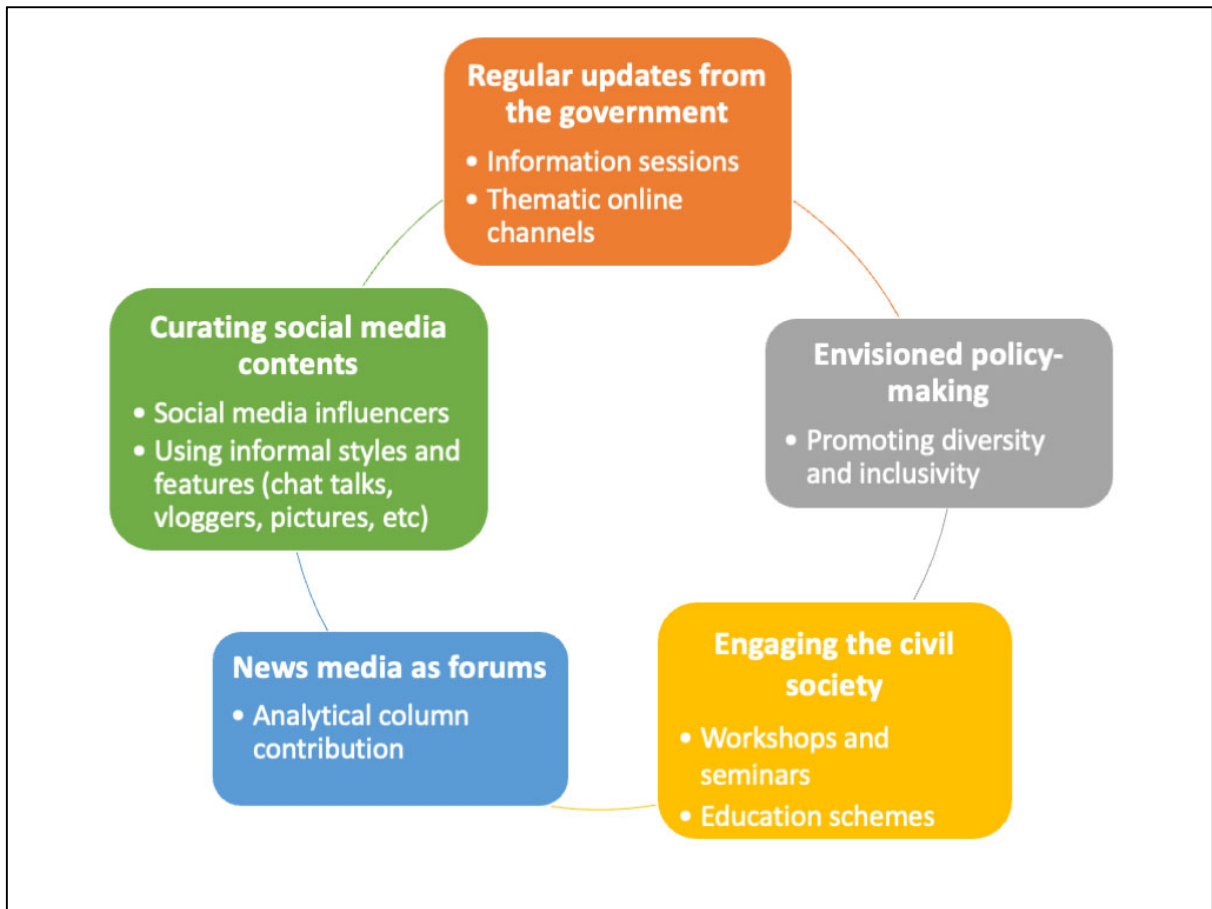 Regular updates from
the government
• Information sessions
• Thematic online
channels
Envisioned policy-
making
• Promoting diversity
and inclusivity
Engaging the civil
society
• Workshops and
seminars
• Education schemes
News media as forums
• Analytical column
contribution
Curating social media
contents
• Social media influencers
• Using informal styles and
features (chat talks,
vloggers, pictures, etc)